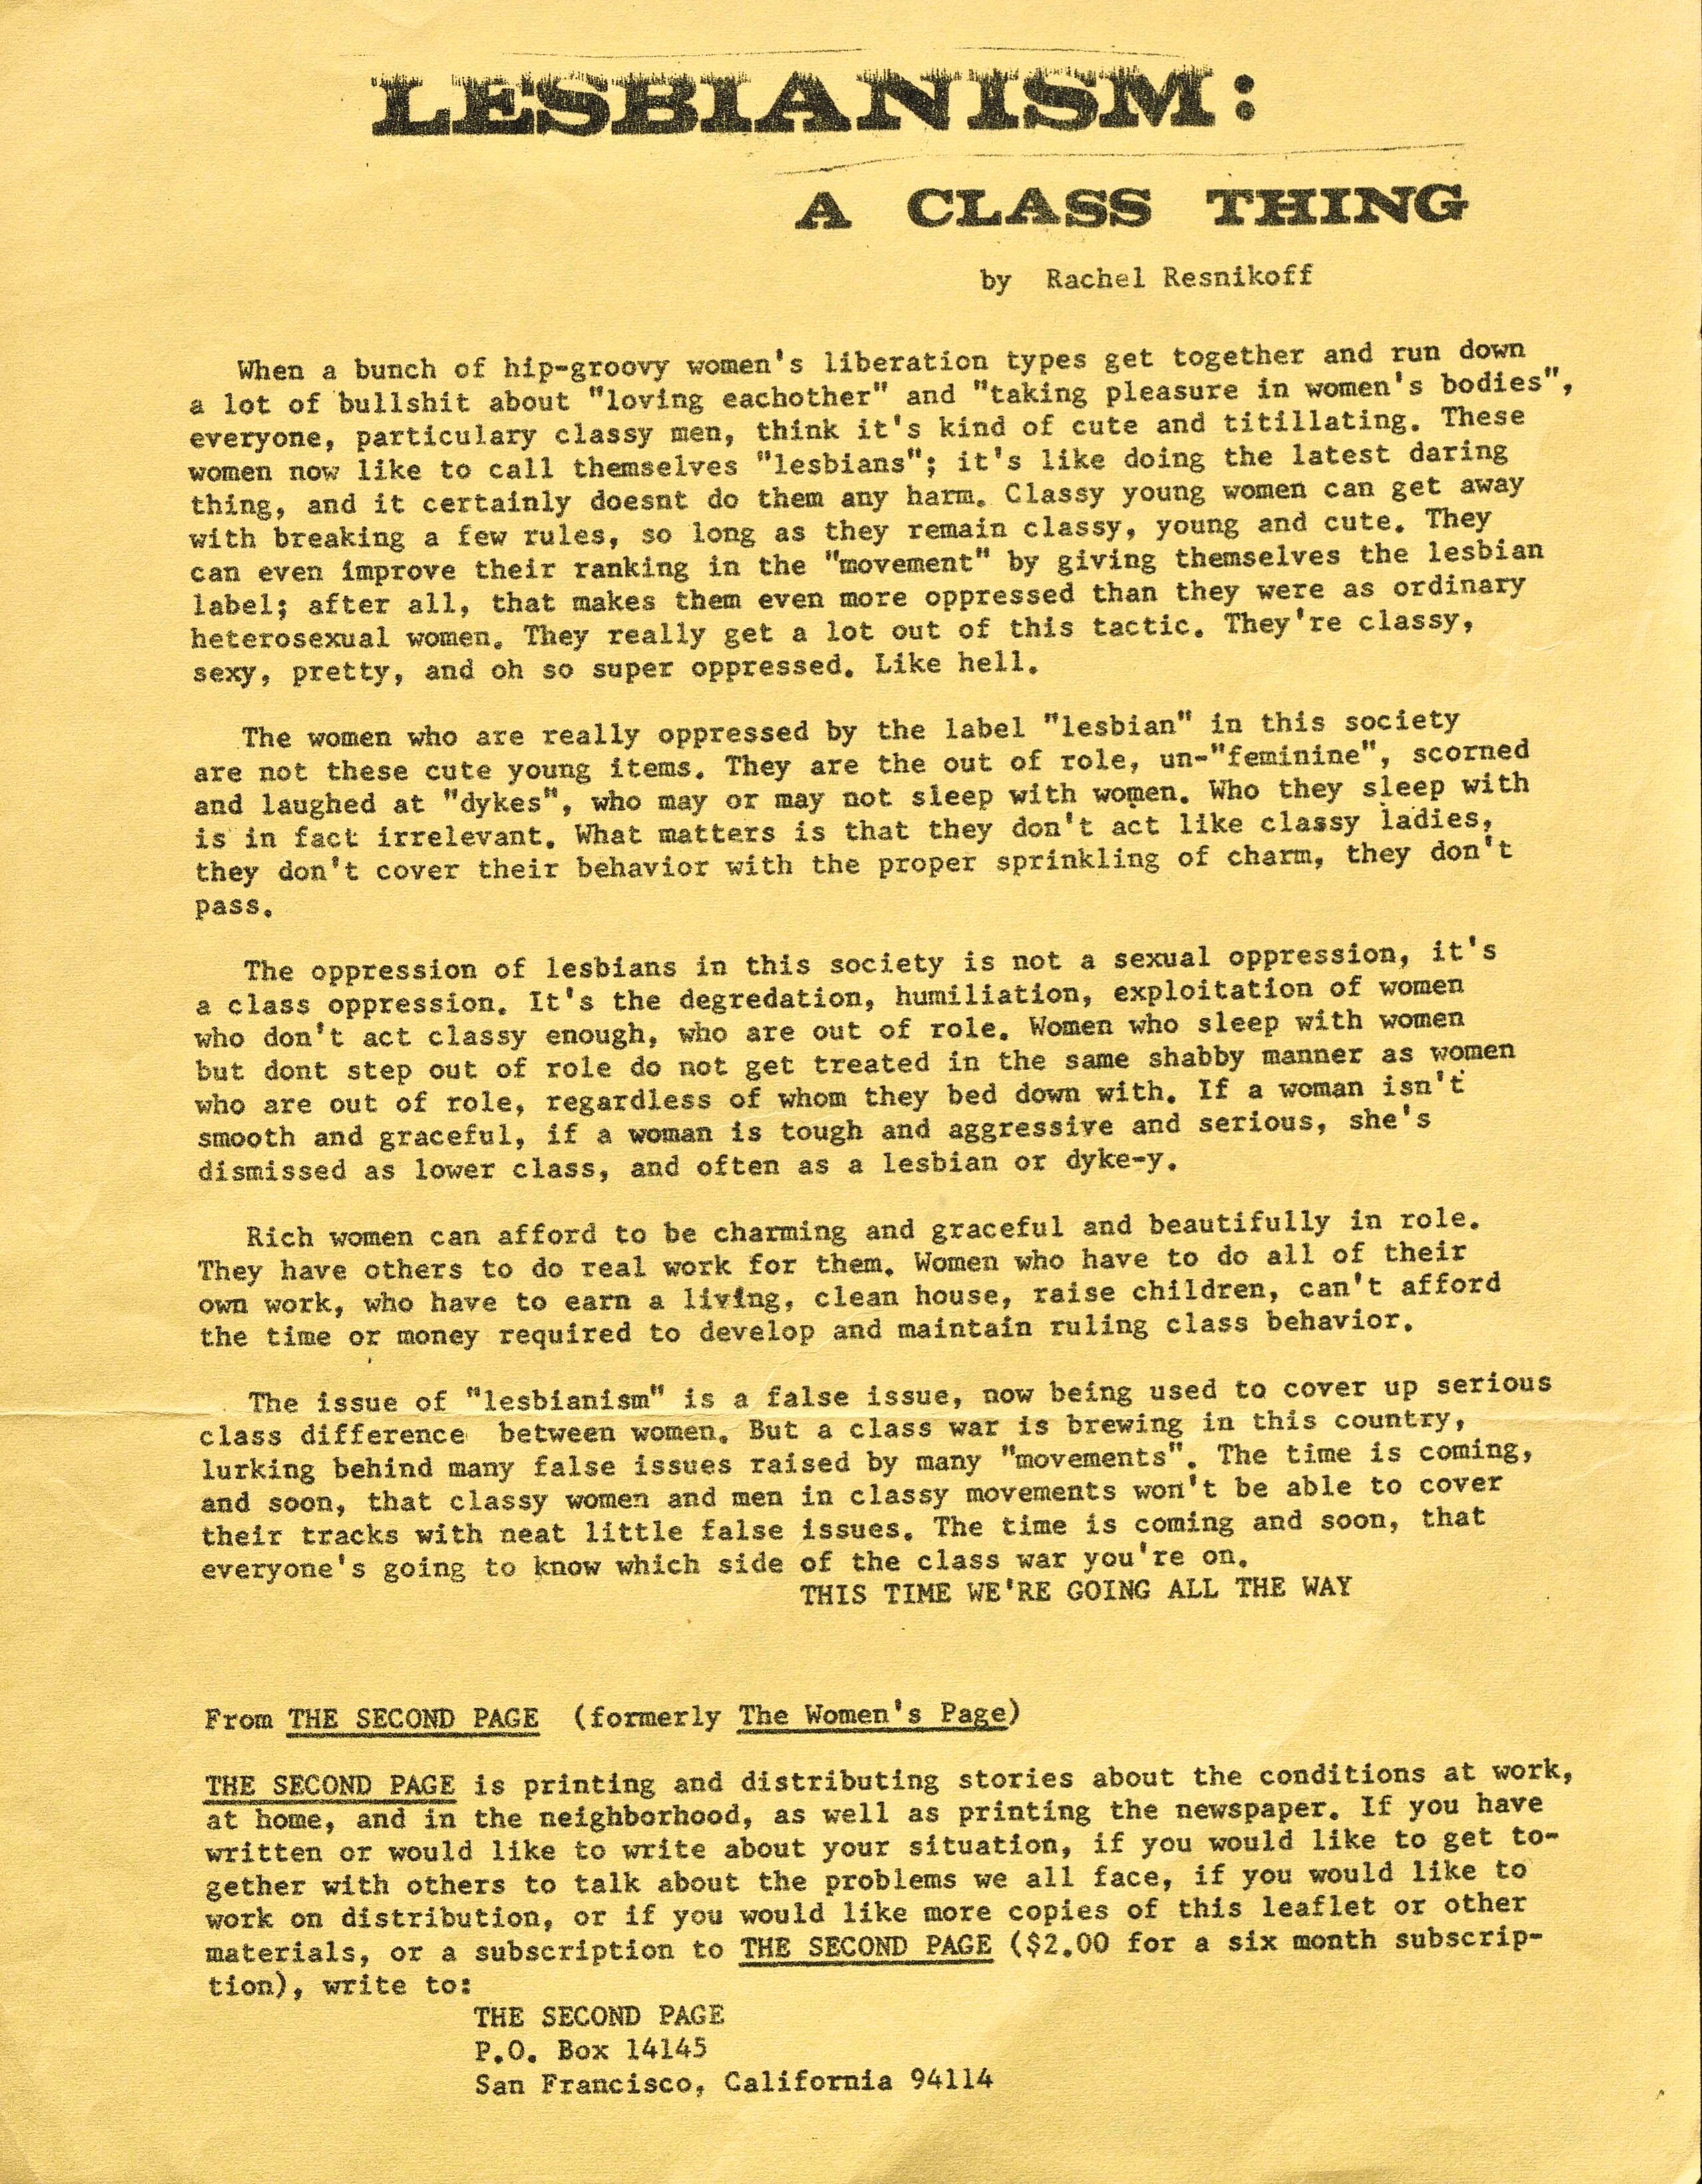 LESBIANISM:
A CLASS THING
by Rachel Resnikoff
When a bunch of hip-groovy women's liberation types get together and run down
a lot of bullshit about "loving eachother" and "taking pleasure in women's bodies",
everyone, particulary classy men, think it's kind of cute and titillating. These
women now like to call themselves "lesbians"; it's like doing the latest daring
thing, and it certainly doesnt do them any harm. Classy young women can get away
with breaking a few rules, so long as they remain classy, young and cute. They
can even improve their ranking in the "movement" by giving themselves the lesbian
label; after all, that makes them even more oppressed than they were as ordinary
heterosexual women. They really get a lot out of this tactic. They're classy,
sexy, pretty, and oh so super oppressed. Like hell.
The women who are really oppressed by the label "lesbian" in this society
are not these cute young items. They are the out of role, un-"feminine", scorned
and laughed at "dykes", who may or may not sleep with women. Who they sleep with
is in fact irrelevant. What matters is that they don't act like classy ladies,
they don't cover their behavior with the proper sprinkling of charm, they don't
pass.
The oppression of lesbians in this society is not a sexual oppression, it's
a class oppression. It's the degredation, humiliation, exploitation of women
who don't act classy enough, who are out of role. Women who sleep with women
but dont step out of role do not get treated in the same shabby manner as women
who are out of role, regardless of whom they bed down with. If a woman isn't
smooth and graceful, if a woman is tough and aggressive and serious, she's
dismissed as lower class, and often as a lesbian or dyke-y.
Rich women can afford to be charming and graceful and beautifully in role.
They have others to do real work for them. Women who have to do all of their
own work, who have to earn a living, clean house, raise children, can't afford
the time or money required to develop and maintain ruling class behavior.
The issue of "lesbianism" is a false issue, now being used to cover up serious
class difference between women. But a class war is brewing in this country,
lurking behind many false issues raised by many "movements". The time is coming,
and soon, that classy women and men in classy movements won't be able to cover
their tracks with neat little false issues. The time is coming and soon, that
everyone's going to know which side of the class war you're on.
THIS TIME WE'RE GOING ALL THE WAY
From THE SECOND PAGE (formerly The Women's Page)
THE SECOND PAGE is printing and distributing stories about the conditions at work,
at home, and in the neighborhood, as well as printing the newspaper. If you have
written or would like to write about your situation, if you would like to get to-
gether with others to talk about the problems we all face, if you would like to
work on distribution, or if you would like more copies of this leaflet or other
materials, or a subscription to THE SECOND PAGE ($2.00 for a six month subscrip-
tion), write to:
THE SECOND PAGE
P.O. Box 14145
San Francisco, California 94114